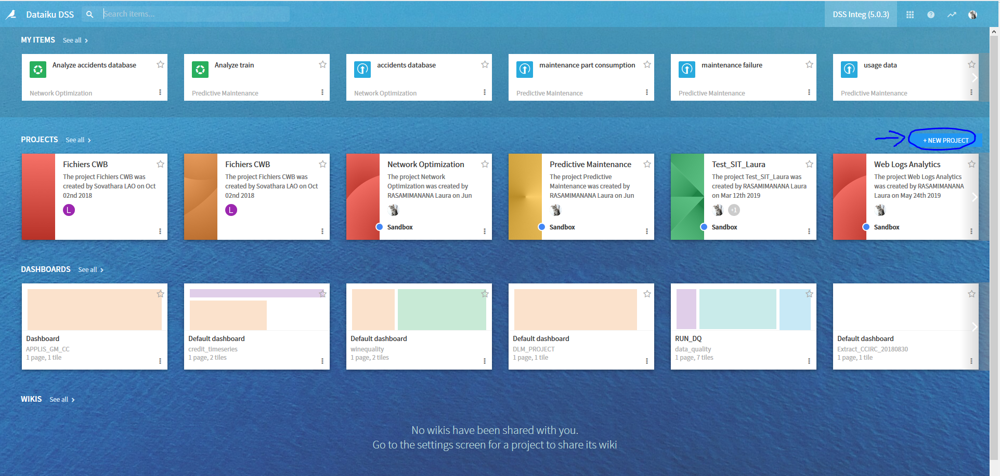 Dataiku DSS
Search items...
DSS Integ (5.0.3)
MY ITEMS See all
Analyze accidents database
Network Optimization
Analyze train
Predictive Maintenance
accidents database
Network Optimization
maintenance part consumption
Predictive Maintenance
maintenance failure
Predictive Maintenance
usage data
Predictive Maintenance
PROJECTS See all
+ NEW PROJECT
Fichiers CWB
The project Fichiers CWB was
created by Sovathara LAO on Oct
02nd 2018
L
Fichiers CWB
The project Fichiers CWB was
created by Sovathara LAO on Oct
02nd 2018
L
Network Optimization
The project Network
Optimization was created by
RASAMIMANANA Laura on Jun
Sandbox
Predictive Maintenance
The project Predictive
Maintenance was created by
RASAMIMANANA Laura on Jun
Sandbox
Test_SIT_Laura
The project Test_SIT_Laura was
created by RASAMIMANANA Laura
on Mar 12th 2019
+1
Sandbox
Web Logs Analytics
The project Web Logs Analytics
was created by RASAMIMANANA
Laura on May 24th 2019
Sandbox
DASHBOARDS See all
Dashboard
APPLIS_GM_CC
1 page, 1 tile
Default dashboard
credit_timeseries
1 page, 2 tiles
Default dashboard
winequality
1 page, 2 tiles
Default dashboard
DLM_PROJECT
1 page, 1 tile
RUN_DQ
data_quality
1 page, 7 tiles
Default dashboard
Extract_CCIRC_20180830
1 page, 1 tile
WIKIS See all
No wikis have been shared with you.
Go to the settings screen for a project to share its wiki